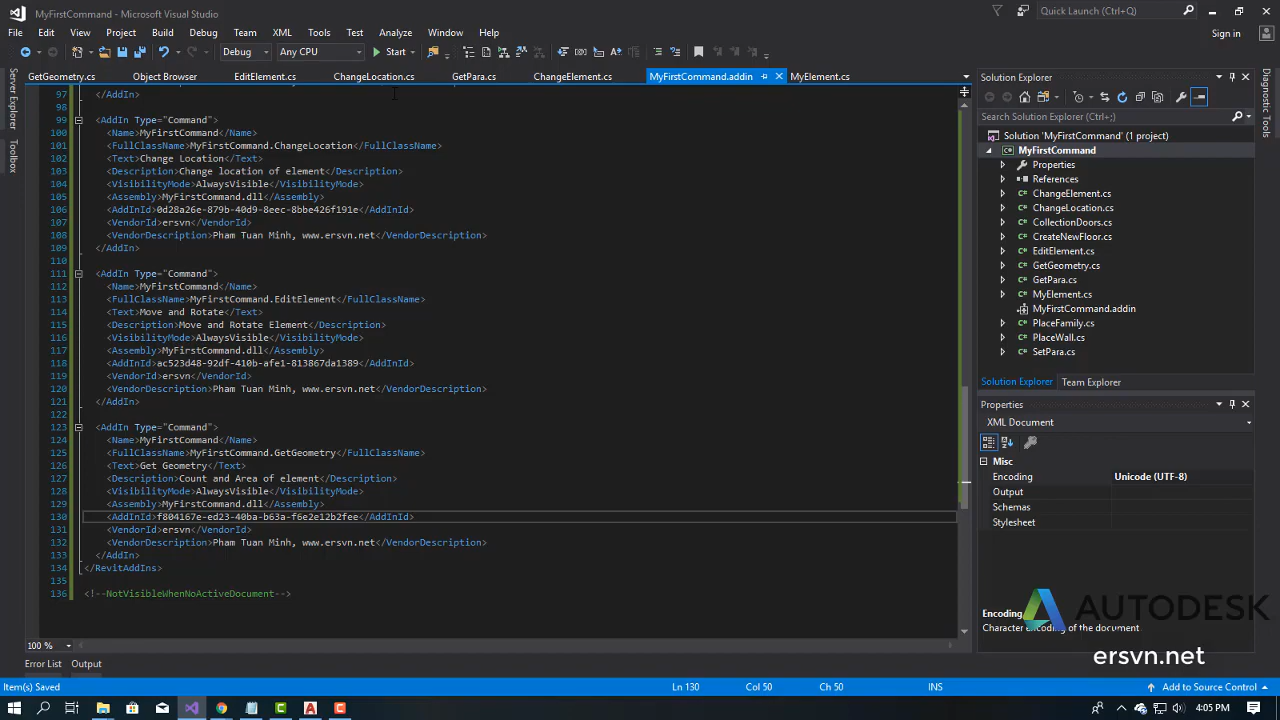 MyFirstCommand - Microsoft Visual Studio
Quick Launch (Ctrl+Q)
File Edit View Project Build Debug Team XML Tools Test Analyze Window Help
Sign in
Debug Any CPU Start
GetGeometry.cs Object Browser EditElement.cs ChangeLocation.cs GetPara.cs ChangeElement.cs MyFirstCommand.addin MyElement.cs
Server Explorer
Toolbox
97 </AddIn>
98
99 <AddIn Type="Command">
100 <Name>MyFirstCommand</Name>
101 <FullClassName>MyFirstCommand.ChangeLocation</FullClassName>
102 <Text>Change Location</Text>
103 <Description>Change location of element</Description>
104 <VisibilityMode>AlwaysVisible</VisibilityMode>
105 <Assembly>MyFirstCommand.dll</Assembly>
106 <AddInId>0d28a26e-879b-40d9-8eec-8bbe426f191e</AddInId>
107 <VendorId>ersvn</VendorId>
108 <VendorDescription>Pham Tuan Minh, www.ersvn.net</VendorDescription>
109 </AddIn>
110
111 <AddIn Type="Command">
112 <Name>MyFirstCommand</Name>
113 <FullClassName>MyFirstCommand.EditElement</FullClassName>
114 <Text>Move and Rotate</Text>
115 <Description>Move and Rotate Element</Description>
116 <VisibilityMode>AlwaysVisible</VisibilityMode>
117 <Assembly>MyFirstCommand.dll</Assembly>
118 <AddInId>ac523d48-92df-410b-afe1-813867da1389</AddInId>
119 <VendorId>ersvn</VendorId>
120 <VendorDescription>Pham Tuan Minh, www.ersvn.net</VendorDescription>
121 </AddIn>
122
123 <AddIn Type="Command">
124 <Name>MyFirstCommand</Name>
125 <FullClassName>MyFirstCommand.GetGeometry</FullClassName>
126 <Text>Get Geometry</Text>
127 <Description>Count and Area of element</Description>
128 <VisibilityMode>AlwaysVisible</VisibilityMode>
129 <Assembly>MyFirstCommand.dll</Assembly>
130 <AddInId>f804167e-ed23-40ba-b63a-f6e2e12b2fee</AddInId>
131 <VendorId>ersvn</VendorId>
132 <VendorDescription>Pham Tuan Minh, www.ersvn.net</VendorDescription>
133 </AddIn>
134 </RevitAddIns>
135
136 <!--NotVisibleWhenNoActiveDocument-->
100 %
Error List Output
Item(s) Saved Ln 130 Col 50 Ch 50 INS Add to Source Control
Solution Explorer
Search Solution Explorer (Ctrl+;)
Solution 'MyFirstCommand' (1 project)
MyFirstCommand
Properties
References
ChangeElement.cs
ChangeLocation.cs
CollectionDoors.cs
CreateNewFloor.cs
EditElement.cs
GetGeometry.cs
GetPara.cs
MyElement.cs
MyFirstCommand.addin
PlaceFamily.cs
PlaceWall.cs
SetPara.cs
Solution Explorer Team Explorer
Properties
XML Document
Misc
Encoding Unicode (UTF-8)
Output
Schemas
Stylesheet
Encoding
Character encoding of the document
Diagnostic Tools
AUTODESK
ersvn.net
4:05 PM